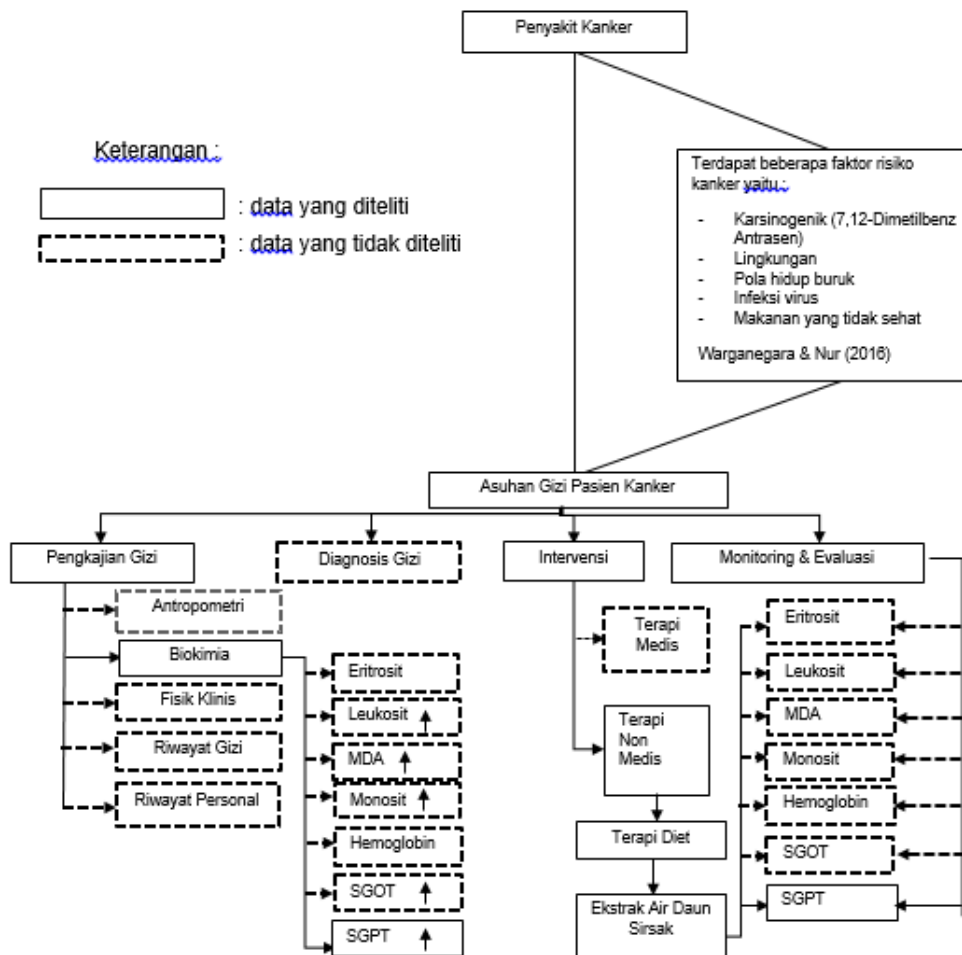 Penyakit Kanker
Keterangan :
: data yang diteliti
: data yang tidak diteliti
Terdapat beberapa faktor risiko
kanker yaitu :
- Karsinogenik (7,12-Dimetilbenz
Antrasen)
- Lingkungan
- Pola hidup buruk
- Infeksi virus
- Makanan yang tidak sehat
Warganegara & Nur (2016)
Asuhan Gizi Pasien Kanker
Pengkajian Gizi
Diagnosis Gizi
Intervensi
Monitoring & Evaluasi
Antropometri
Biokimia
Fisik Klinis
Riwayat Gizi
Riwayat Personal
Eritrosit
Leukosit
MDA
Monosit
Hemoglobin
SGOT
SGPT
Terapi
Medis
Terapi
Non
Medis
Terapi Diet
Ekstrak Air Daun
Sirsak
Eritrosit
Leukosit
MDA
Monosit
Hemoglobin
SGOT
SGPT